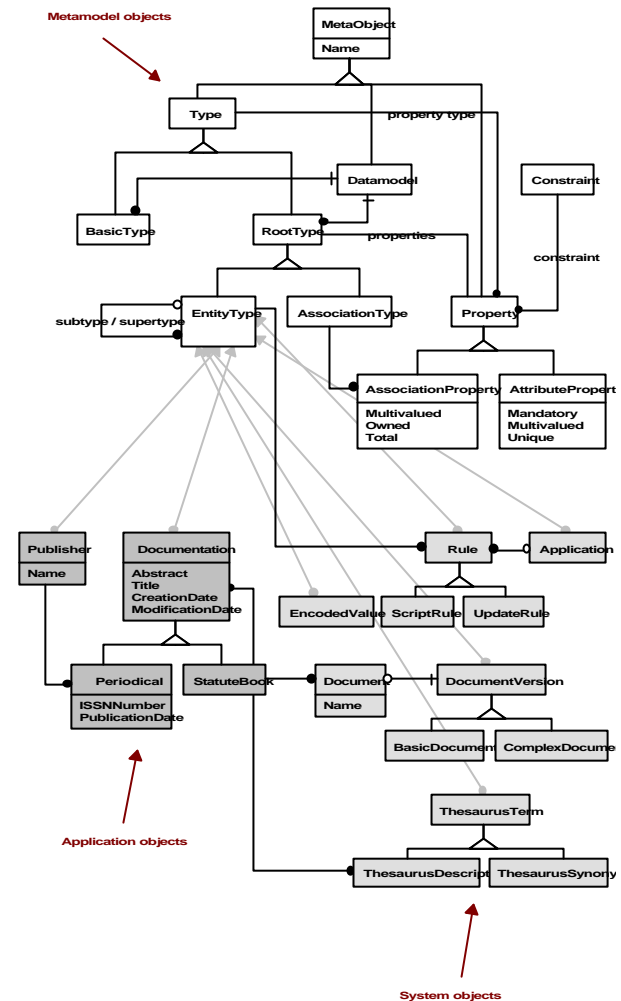 Metamodel objects
MetaObject
Name
Type
property type
Datamodel
Constraint
BasicType
RootType
properties
constraint
EntityType
AssociationType
Property
subtype / supertype
AssociationProperty
AttributePropert
Multivalued
Owned
Total
Mandatory
Multivalued
Unique
Publisher
Name
Documentation
Abstract
Title
CreationDate
ModificationDate
Rule
Application
EncodedValue
ScriptRule
UpdateRule
Periodical
ISSNNumber
PublicationDate
StatuteBook
Document
Name
DocumentVersion
BasicDocument
ComplexDocume
ThesaurusTerm
Application objects
ThesaurusDescript
ThesaurusSynony
System objects